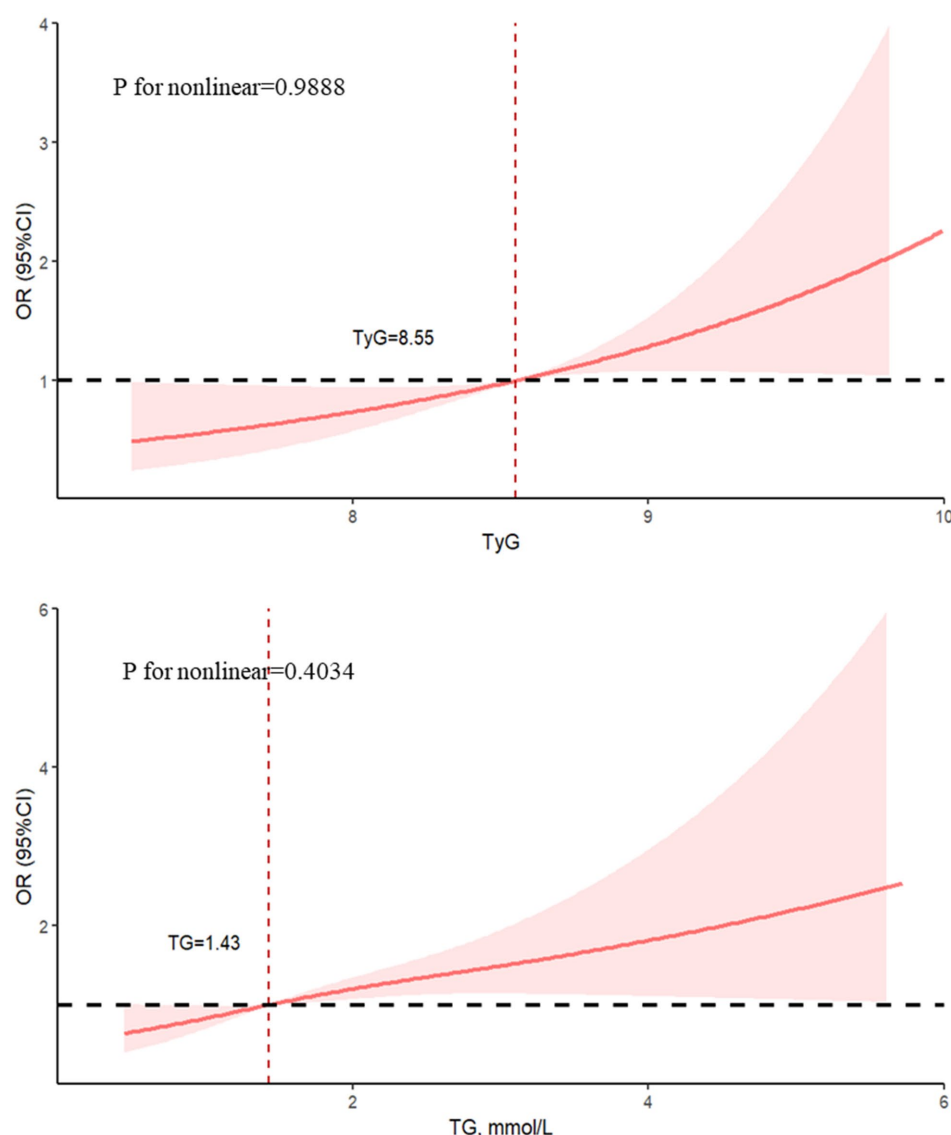 4
P for nonlinear=0.9888
3
OR (95%CI)
2
TyG=8.55
1
8
9
10
TyG
6
P for nonlinear=0.4034
4
OR (95%CI)
2
TG=1.43
2
4
6
TG, mmol/L